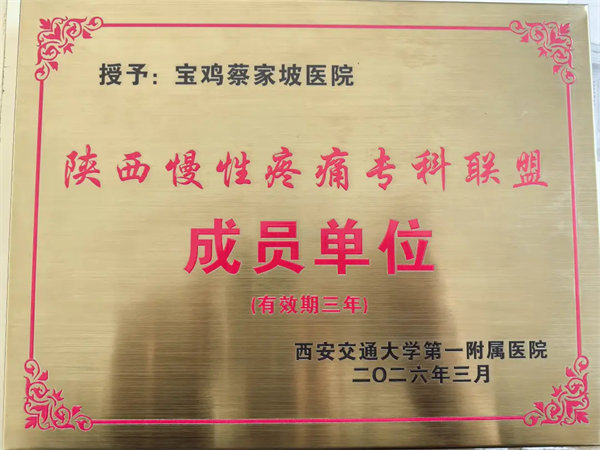 授予：宝鸡蔡家坡医院
陕西慢性疼痛专科联盟
成员单位
(有效期三年)
西安交通大学第一附属医院
二〇二六年三月